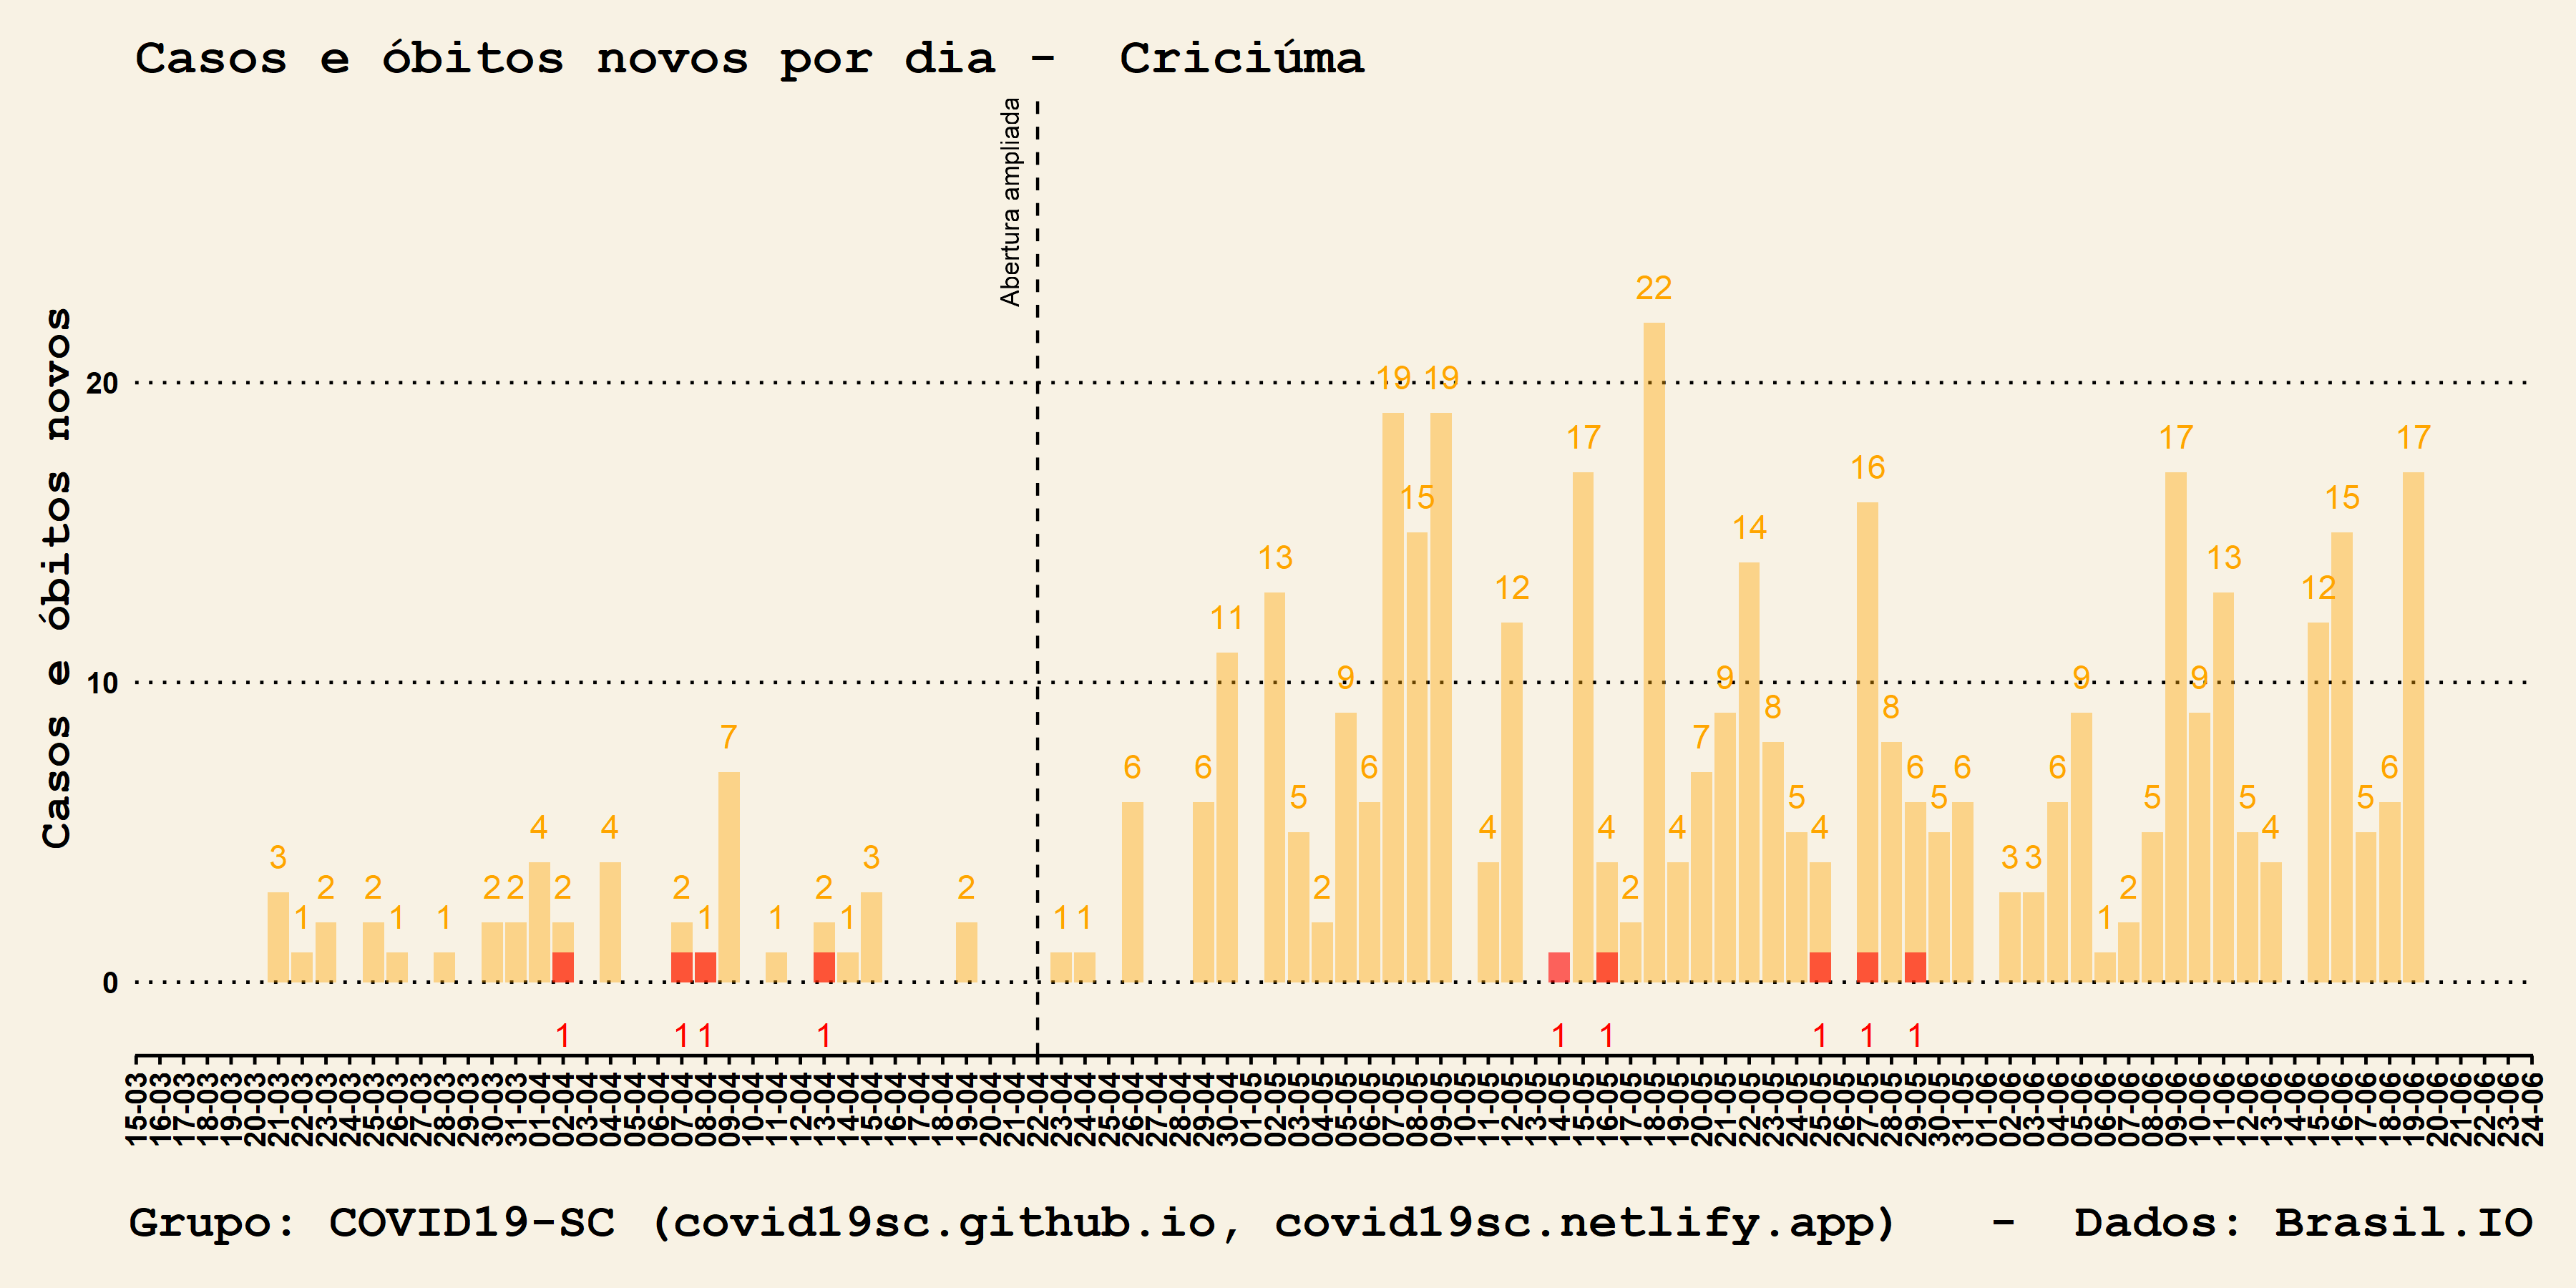 Casos e óbitos novos por dia -  Criciúma
Abertura ampliada
Casos e óbitos novos
20
10
0
3 1 2 2 1 1 2 2 4 2 4 2 1 7 1 2 1 3 2 1 1 6 6 11 13 5 2 9 6 19 15 19 4 12 17 4 2 22 4 7 9 14 8 5 4 16 8 6 5 6 3 3 6 9 1 2 5 17 9 13 5 4 12 15 5 6 17
1 1 1 1 1 1 1 1 1
15-03 16-03 17-03 18-03 19-03 20-03 21-03 22-03 23-03 24-03 25-03 26-03 27-03 28-03 29-03 30-03 31-03 01-04 02-04 03-04 04-04 05-04 06-04 07-04 08-04 09-04 10-04 11-04 12-04 13-04 14-04 15-04 16-04 17-04 18-04 19-04 20-04 21-04 22-04 23-04 24-04 25-04 26-04 27-04 28-04 29-04 30-04 01-05 02-05 03-05 04-05 05-05 06-05 07-05 08-05 09-05 10-05 11-05 12-05 13-05 14-05 15-05 16-05 17-05 18-05 19-05 20-05 21-05 22-05 23-05 24-05 25-05 26-05 27-05 28-05 29-05 30-05 31-05 01-06 02-06 03-06 04-06 05-06 06-06 07-06 08-06 09-06 10-06 11-06 12-06 13-06 14-06 15-06 16-06 17-06 18-06 19-06 20-06 21-06 22-06 23-06 24-06
Grupo: COVID19-SC (covid19sc.github.io, covid19sc.netlify.app)   -  Dados: Brasil.IO